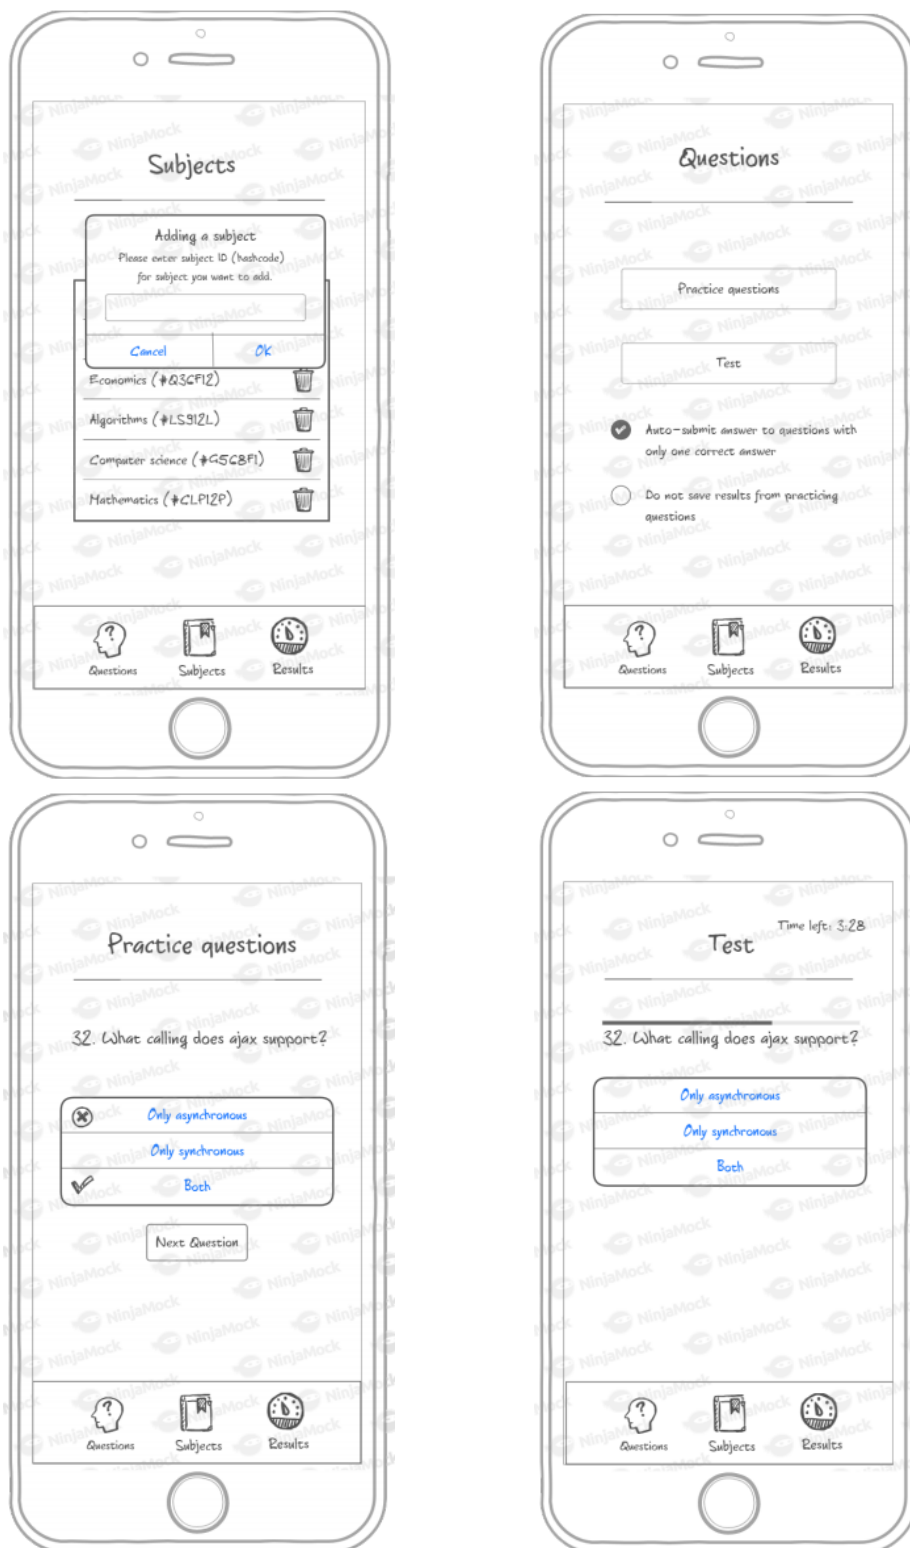 Subjects
Adding a subject
Please enter subject ID (hashcode)
for subject you want to add.
Cancel OK
Economics (#Q3GF12)
Algorithms (#LS912L)
Computer science (#G5G8F1)
Mathematics (#CLP12P)
Questions Subjects Results
Questions
Practice questions
Test
Auto-submit answer to questions with
only one correct answer
Do not save results from practicing
questions
Questions Subjects Results
Practice questions
32. What calling does ajax support?
Only asynchronous
Only synchronous
Both
Next Question
Questions Subjects Results
Time left: 3:28
Test
32. What calling does ajax support?
Only asynchronous
Only synchronous
Both
Questions Subjects Results
NinjaMock